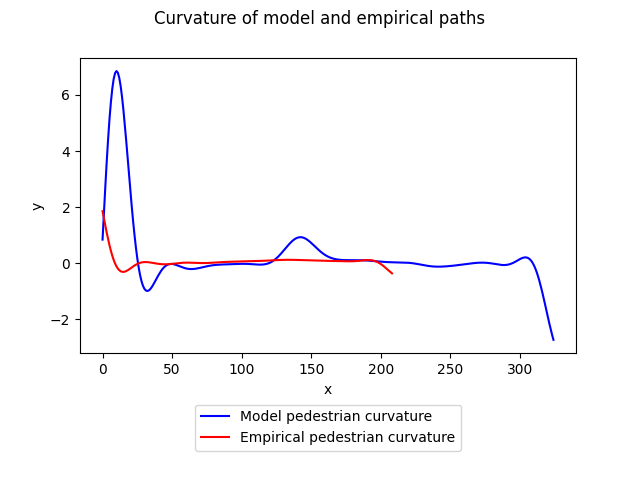 Curvature of model and empirical paths
6
4
2
0
−2
y
0 50 100 150 200 250 300
x
Model pedestrian curvature
Empirical pedestrian curvature